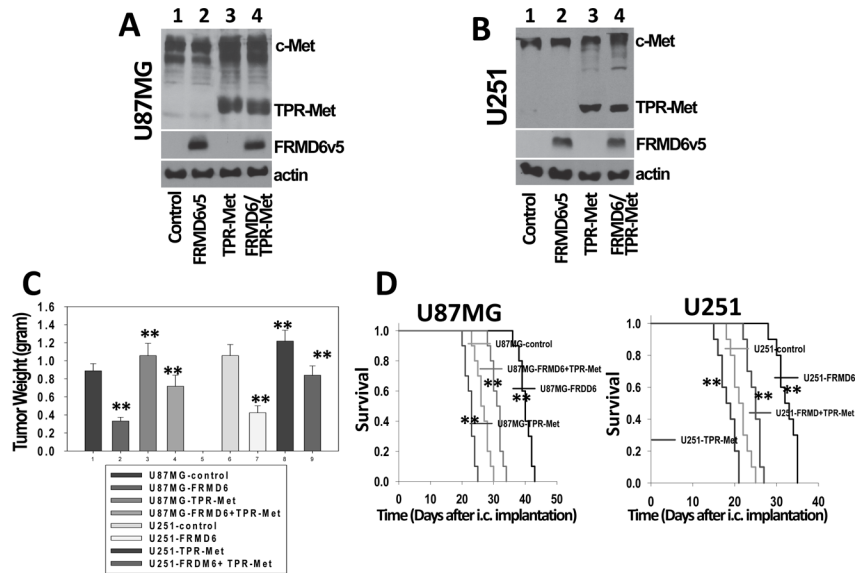 A
1 2 3 4
U87MG
c-Met
TPR-Met
FRMD6v5
actin
Control
FRMD6v5
TPR-Met
FRMD6/
TPR-Met
B
1 2 3 4
U251
c-Met
TPR-Met
FRMD6v5
actin
Control
FRMD6v5
TPR-Met
FRMD6/
TPR-Met
C
Tumor Weight (gram)
1.6
1.4
1.2
1.0
0.8
0.6
0.4
0.2
0.0
** ** ** ** ** **
1 2 3 4 5 6 7 8 9
U87MG-control
U87MG-FRMD6
U87MG-TPR-Met
U87MG-FRMD6+TPR-Met
U251-control
U251-FRMD6
U251-TPR-Met
U251-FRDM6+ TPR-Met
D
U87MG
Survival
1.0
0.8
0.6
0.4
0.2
0.0
U87MG-control
U87MG-FRMD6+TPR-Met
**
U87MG-FRDD6
**
**
U87MG-TPR-Met
0 10 20 30 40 50
Time (Days after i.c. implantation)
U251
Survival
1.0
0.8
0.6
0.4
0.2
0.0
U251-control
U251-FRMD6
** ** **
U251-FRMD+TPR-Met
U251-TPR-Met
0 20 30 40
Time (Days after i.c. implantation)